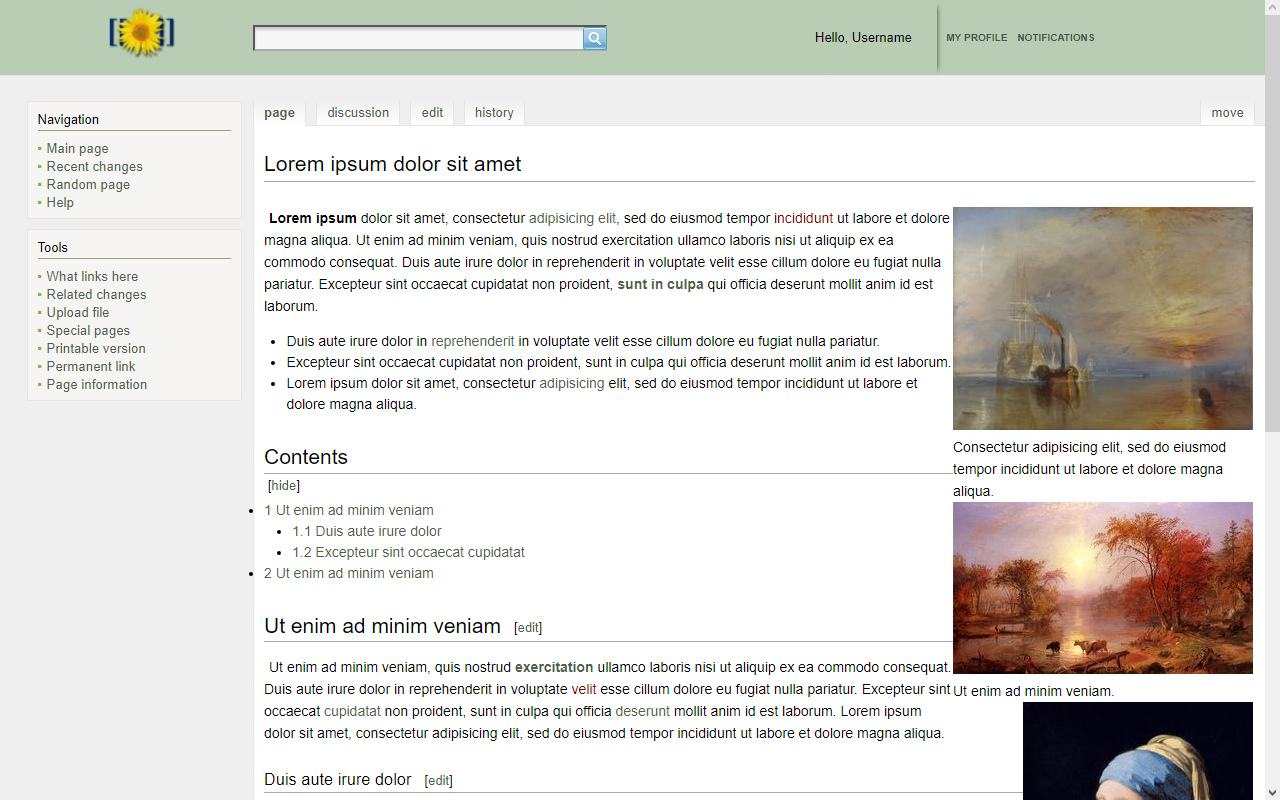 Hello, Username
MY PROFILE NOTIFICATIONS
Navigation
Main page
Recent changes
Random page
Help
Tools
What links here
Related changes
Upload file
Special pages
Printable version
Permanent link
Page information
page discussion edit history move
Lorem ipsum dolor sit amet
Lorem ipsum dolor sit amet, consectetur adipisicing elit, sed do eiusmod tempor incididunt ut labore et dolore
magna aliqua. Ut enim ad minim veniam, quis nostrud exercitation ullamco laboris nisi ut aliquip ex ea
commodo consequat. Duis aute irure dolor in reprehenderit in voluptate velit esse cillum dolore eu fugiat nulla
pariatur. Excepteur sint occaecat cupidatat non proident, sunt in culpa qui officia deserunt mollit anim id est
laborum.
Duis aute irure dolor in reprehenderit in voluptate velit esse cillum dolore eu fugiat nulla pariatur.
Excepteur sint occaecat cupidatat non proident, sunt in culpa qui officia deserunt mollit anim id est laborum.
Lorem ipsum dolor sit amet, consectetur adipisicing elit, sed do eiusmod tempor incididunt ut labore et
dolore magna aliqua.
Contents
[hide]
1 Ut enim ad minim veniam
1.1 Duis aute irure dolor
1.2 Excepteur sint occaecat cupidatat
2 Ut enim ad minim veniam
Ut enim ad minim veniam [edit]
Ut enim ad minim veniam, quis nostrud exercitation ullamco laboris nisi ut aliquip ex ea commodo consequat.
Duis aute irure dolor in reprehenderit in voluptate velit esse cillum dolore eu fugiat nulla pariatur. Excepteur sint
occaecat cupidatat non proident, sunt in culpa qui officia deserunt mollit anim id est laborum. Lorem ipsum
dolor sit amet, consectetur adipisicing elit, sed do eiusmod tempor incididunt ut labore et dolore magna aliqua.
Duis aute irure dolor [edit]
Consectetur adipisicing elit, sed do eiusmod
tempor incididunt ut labore et dolore magna
aliqua.
Ut enim ad minim veniam.